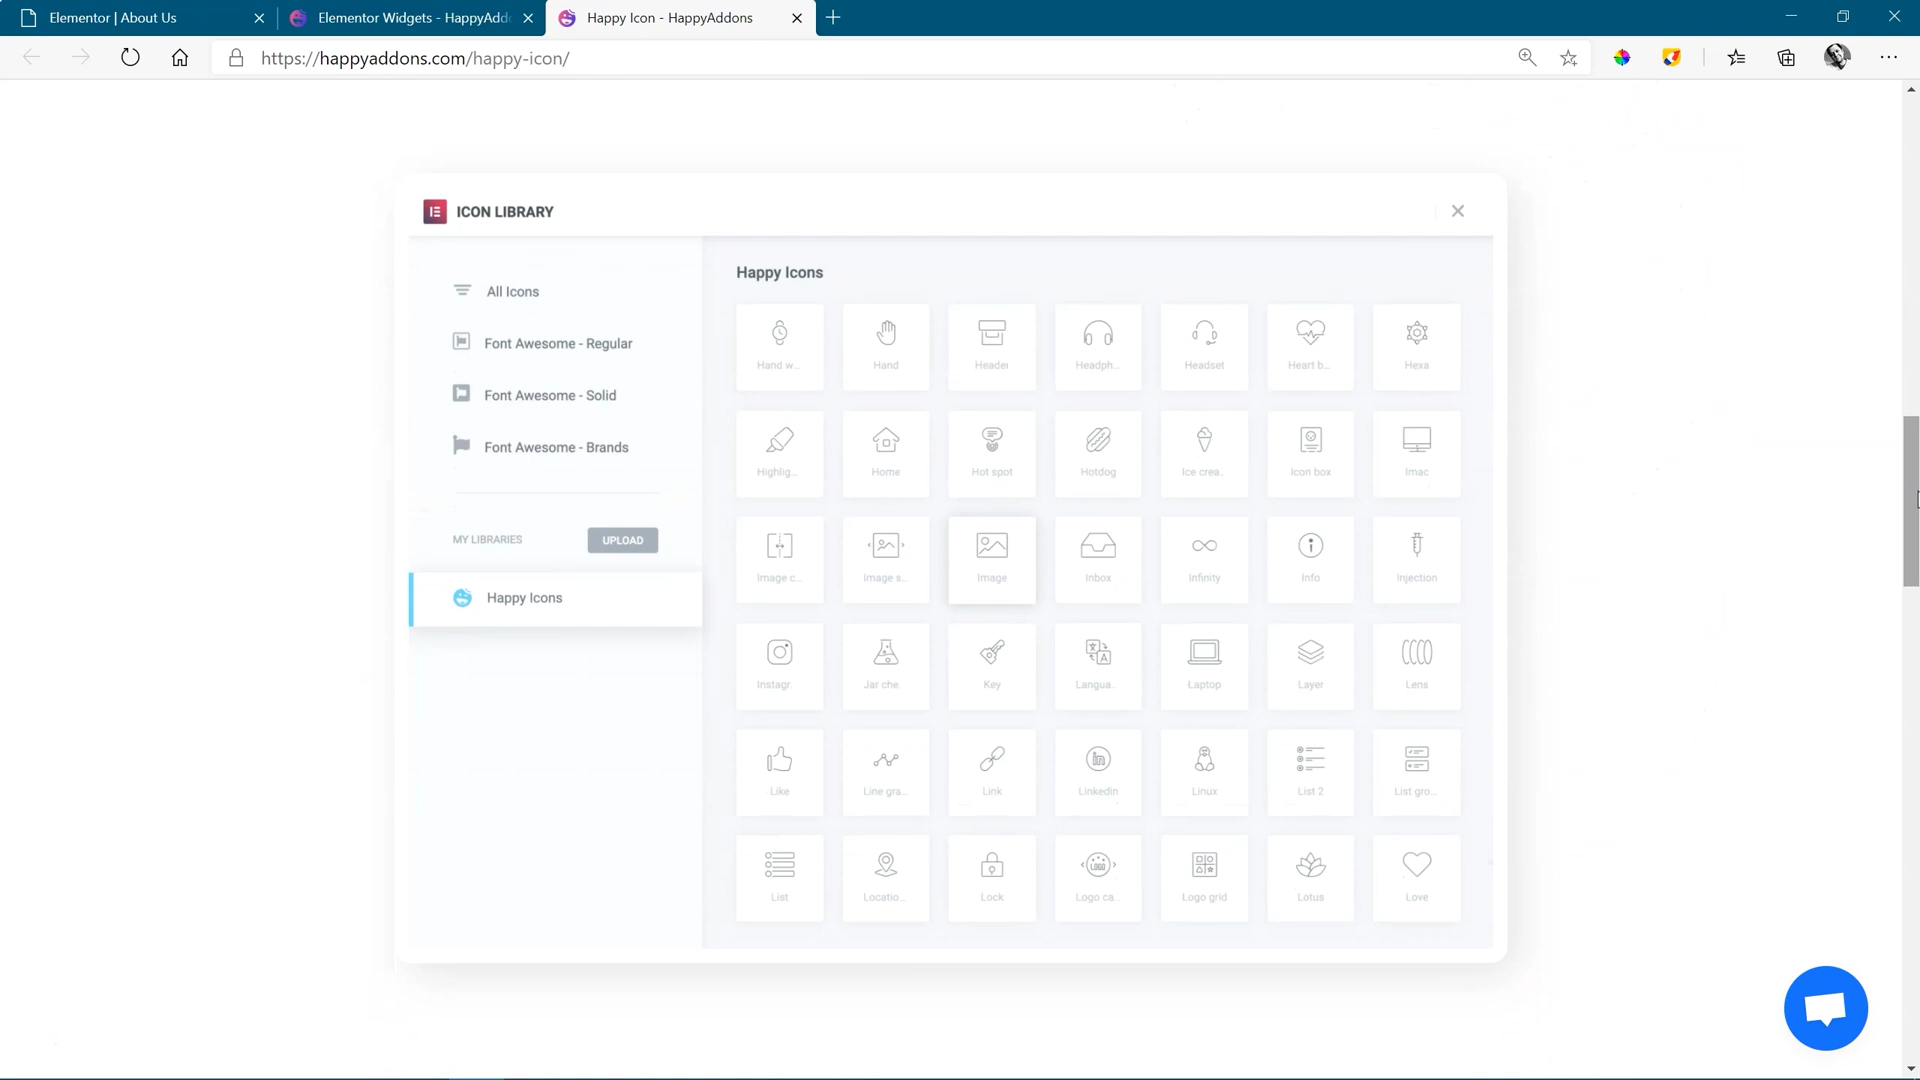 Elementor | About Us
Elementor Widgets - HappyAddo
Happy Icon - HappyAddons
https://happyaddons.com/happy-icon/
ICON LIBRARY
All Icons
Font Awesome - Regular
Font Awesome - Solid
Font Awesome - Brands
MY LIBRARIES
UPLOAD
Happy Icons
Happy Icons
Hand w...
Hand
Header
Headph...
Headset
Heart b...
Hexa
Highlig...
Home
Hot spot
Hotdog
Ice crea..
Icon box
Imac
Image c...
Image s...
Image
Inbox
Infinity
Info
Injection
Instagr.
Jar che.
Key
Langua..
Laptop
Layer
Lens
Like
Line gra...
Link
Linkedin
Linux
List 2
List gro...
List
Locatio...
Lock
LOGO
Logo ca..
Logo grid
Lotus
Love